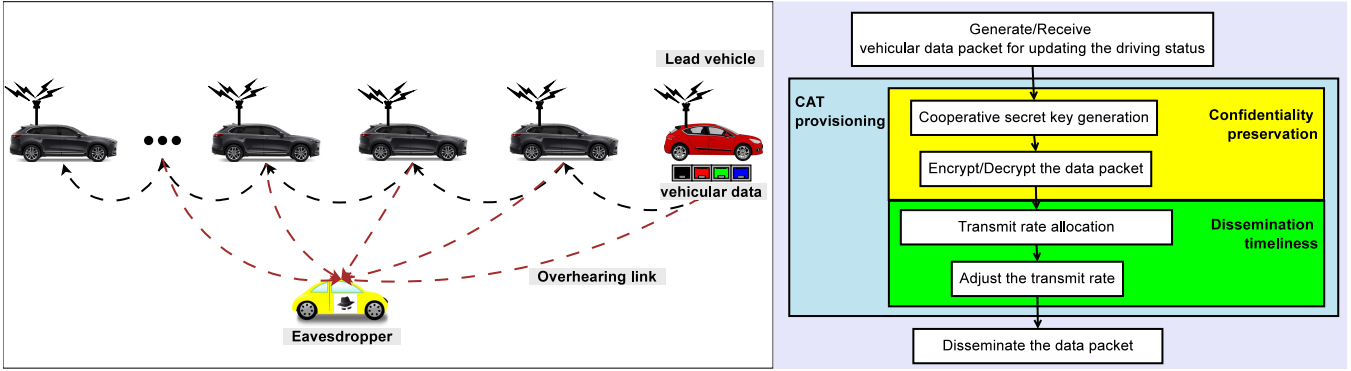 Lead vehicle
vehicular data
Overhearing link
Eavesdropper
Generate/Receive
vehicular data packet for updating the driving status
CAT
provisioning
Cooperative secret key generation
Confidentiality
preservation
Encrypt/Decrypt the data packet
Transmit rate allocation
Dissemination
timeliness
Adjust the transmit rate
Disseminate the data packet